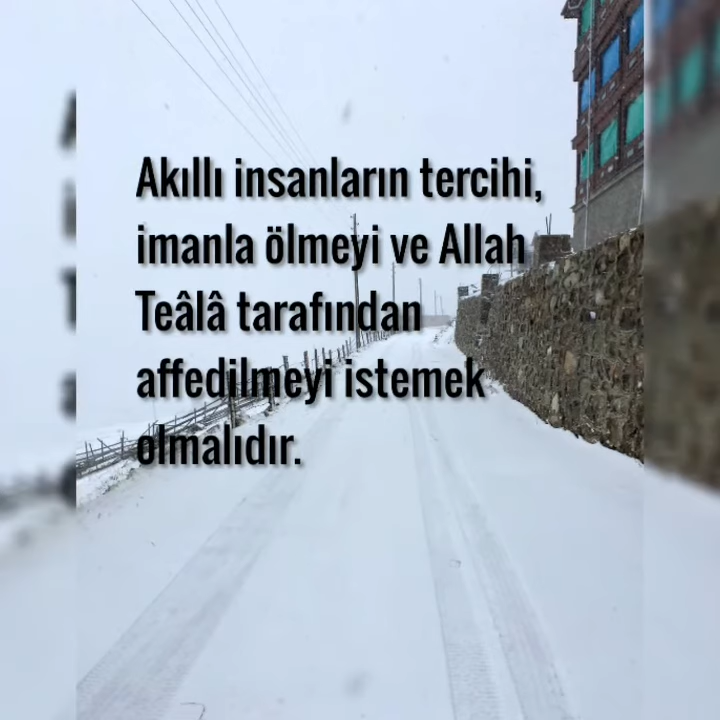 Akıllı insanların tercihi,
imanla ölmeyi ve Allah
Teâlâ tarafından
affedilmeyi istemek
olmalıdır.